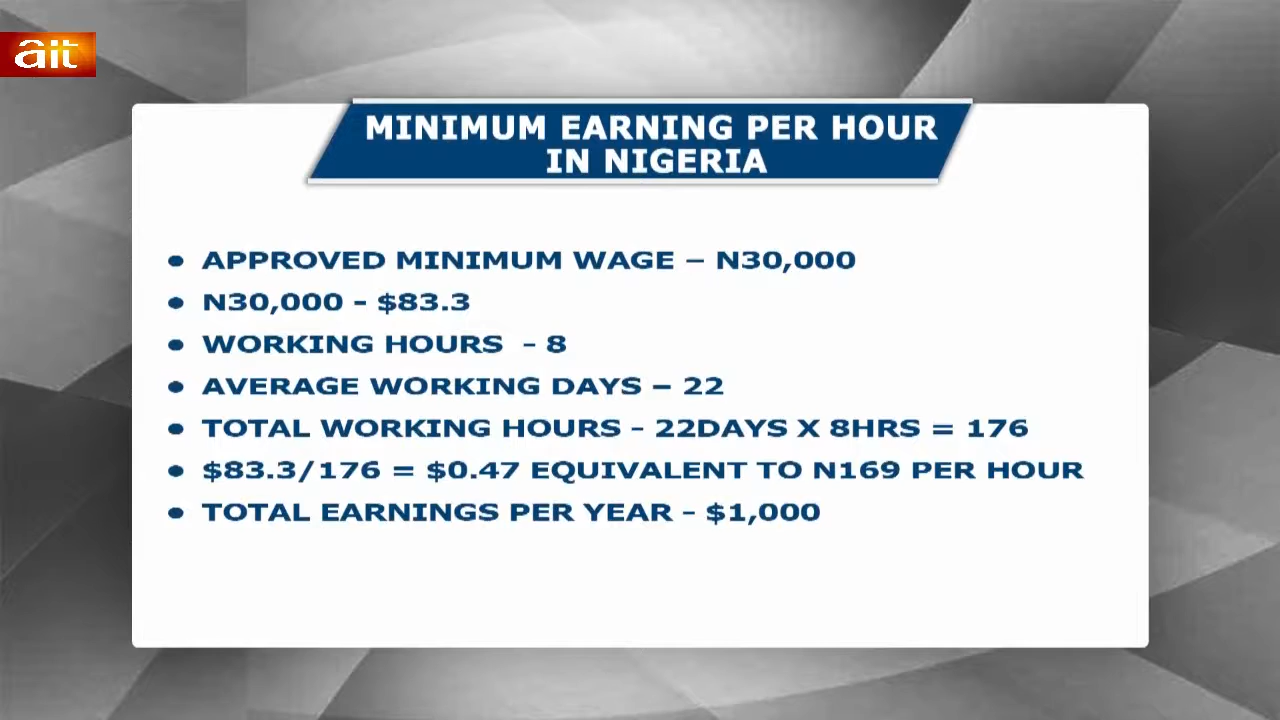 ait
MINIMUM EARNING PER HOUR
IN NIGERIA
• APPROVED MINIMUM WAGE – N30,000
• N30,000 - $83.3
• WORKING HOURS - 8
• AVERAGE WORKING DAYS – 22
• TOTAL WORKING HOURS - 22DAYS X 8HRS = 176
• $83.3/176 = $0.47 EQUIVALENT TO N169 PER HOUR
• TOTAL EARNINGS PER YEAR - $1,000